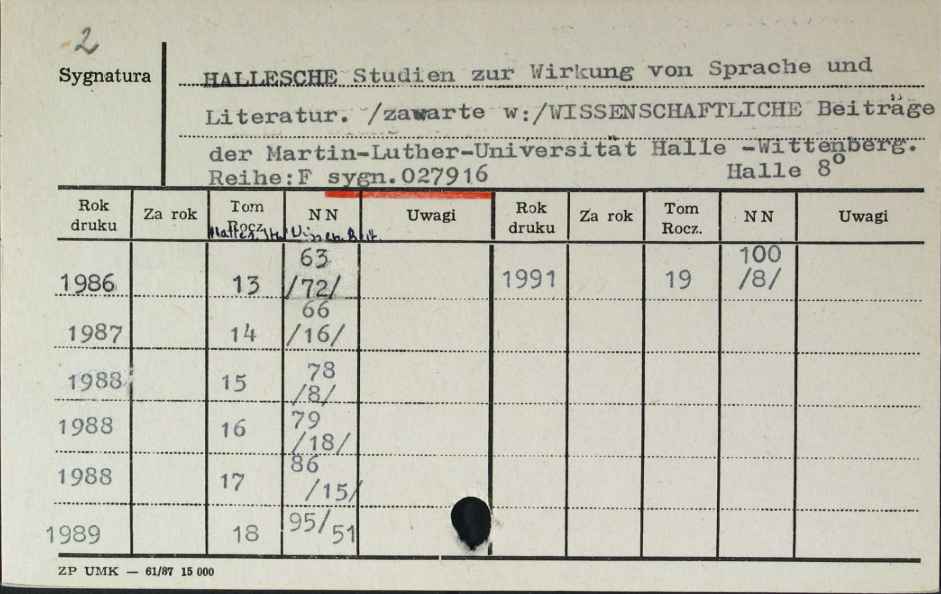 2
Sygnatura
HALLESCHE Studien zur Wirkung von Sprache und
Literatur. /zawarte w:/WISSENSCHAFTLICHE Beiträge
der Martin-Luther-Universität Halle -Wittenberg.
Reihe:F sygn.027916 Halle 8°
Rok druku Za rok Tom Rocz. NN Uwagi Rok druku Za rok Tom Rocz. NN Uwagi
1986 13 63 /72/ 1991 19 100 /8/
1987 14 66 /16/
1988 15 78 /8/
1988 16 79 /18/
1988 17 86 /15/
1989 18 95/51
ZP UMK — 61/87 15 000